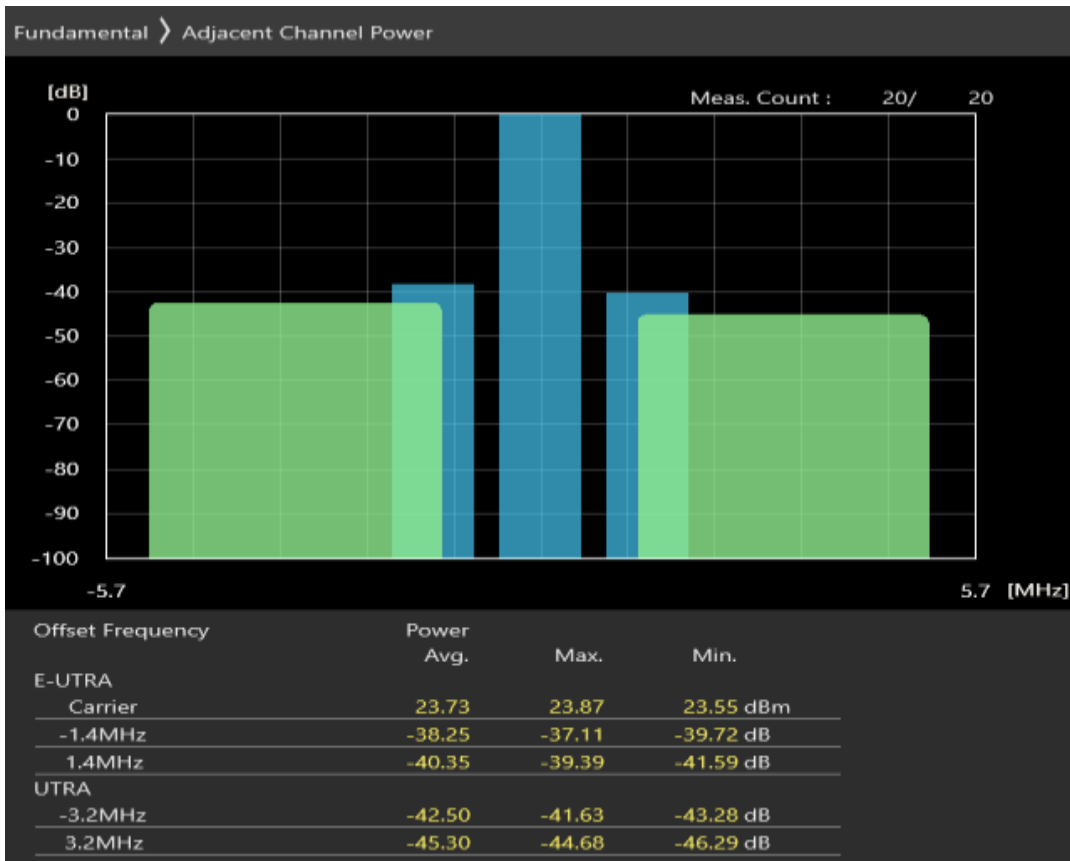 Fundamental 〉 Adjacent Channel Power
[dB]
Meas. Count : 20/ 20
0
-10
-20
-30
-40
-50
-60
-70
-80
-90
-100
-5.7 5.7 [MHz]
Offset Frequency Power
Avg. Max. Min.
E-UTRA
Carrier 23.73 23.87 23.55 dBm
-1.4MHz -38.25 -37.11 -39.72 dB
1.4MHz -40.35 -39.39 -41.59 dB
UTRA
-3.2MHz -42.50 -41.63 -43.28 dB
3.2MHz -45.30 -44.68 -46.29 dB